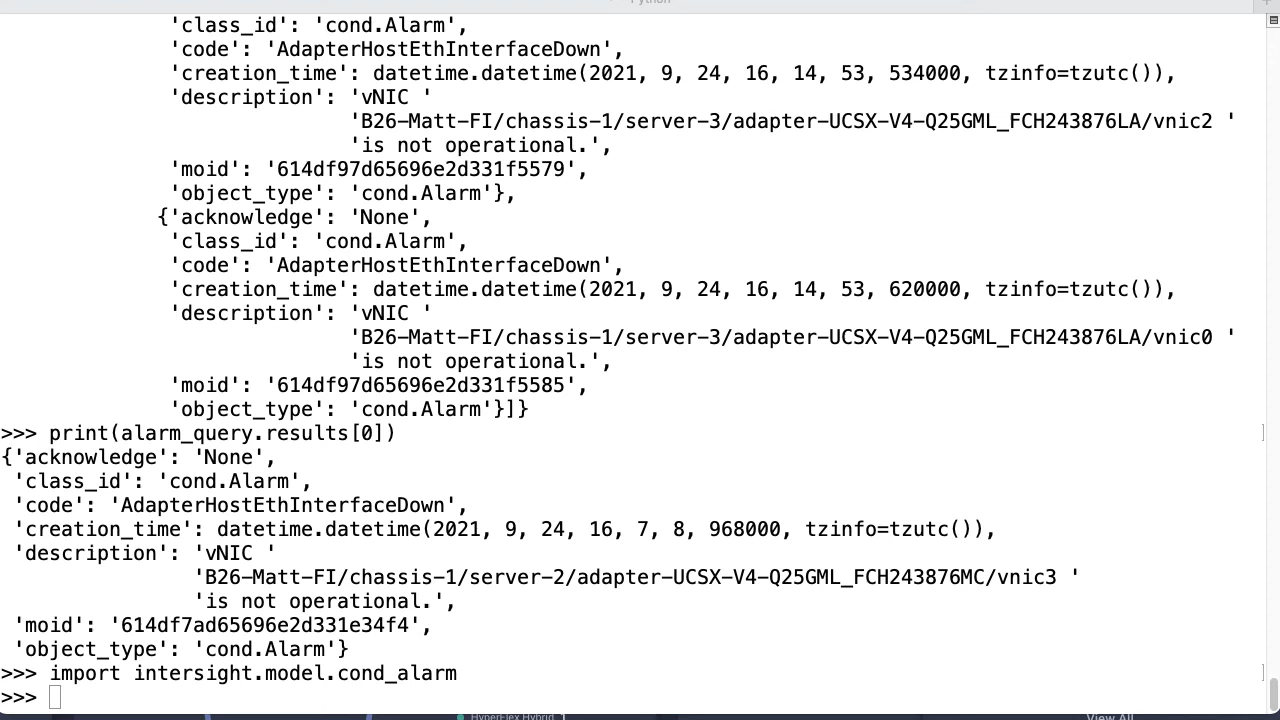 Python
'class_id': 'cond.Alarm',
'code': 'AdapterHostEthInterfaceDown',
'creation_time': datetime.datetime(2021, 9, 24, 16, 14, 53, 534000, tzinfo=tzutc()),
'description': 'vNIC '
'B26-Matt-FI/chassis-1/server-3/adapter-UCSX-V4-Q25GML_FCH243876LA/vnic2 '
'is not operational.',
'moid': '614df97d65696e2d331f5579',
'object_type': 'cond.Alarm'},
{'acknowledge': 'None',
'class_id': 'cond.Alarm',
'code': 'AdapterHostEthInterfaceDown',
'creation_time': datetime.datetime(2021, 9, 24, 16, 14, 53, 620000, tzinfo=tzutc()),
'description': 'vNIC '
'B26-Matt-FI/chassis-1/server-3/adapter-UCSX-V4-Q25GML_FCH243876LA/vnic0 '
'is not operational.',
'moid': '614df97d65696e2d331f5585',
'object_type': 'cond.Alarm'}]}
>>> print(alarm_query.results[0])
{'acknowledge': 'None',
'class_id': 'cond.Alarm',
'code': 'AdapterHostEthInterfaceDown',
'creation_time': datetime.datetime(2021, 9, 24, 16, 7, 8, 968000, tzinfo=tzutc()),
'description': 'vNIC '
'B26-Matt-FI/chassis-1/server-2/adapter-UCSX-V4-Q25GML_FCH243876MC/vnic3 '
'is not operational.',
'moid': '614df7ad65696e2d331e34f4',
'object_type': 'cond.Alarm'}
>>> import intersight.model.cond_alarm
>>>
HyperFlex Hybrid 1
View All